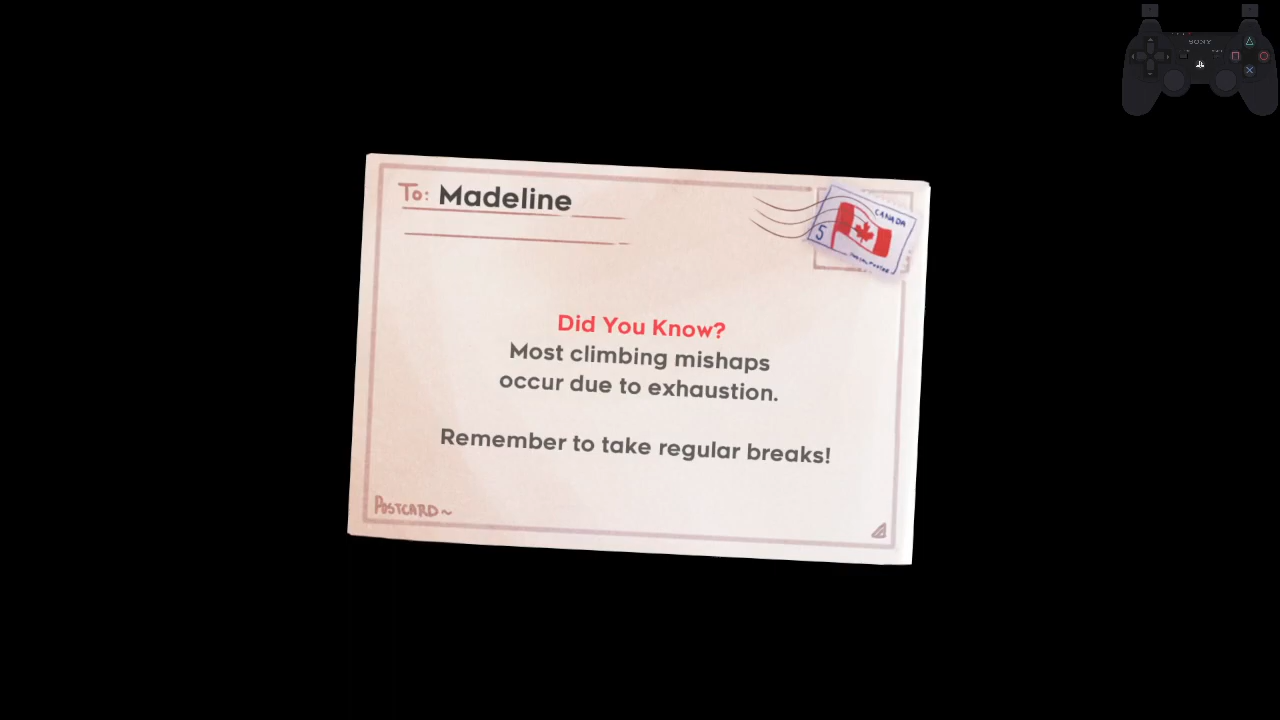 To: Madeline
CANADA
5
Did You Know?
Most climbing mishaps
occur due to exhaustion.
Remember to take regular breaks!
POSTCARD~
SONY